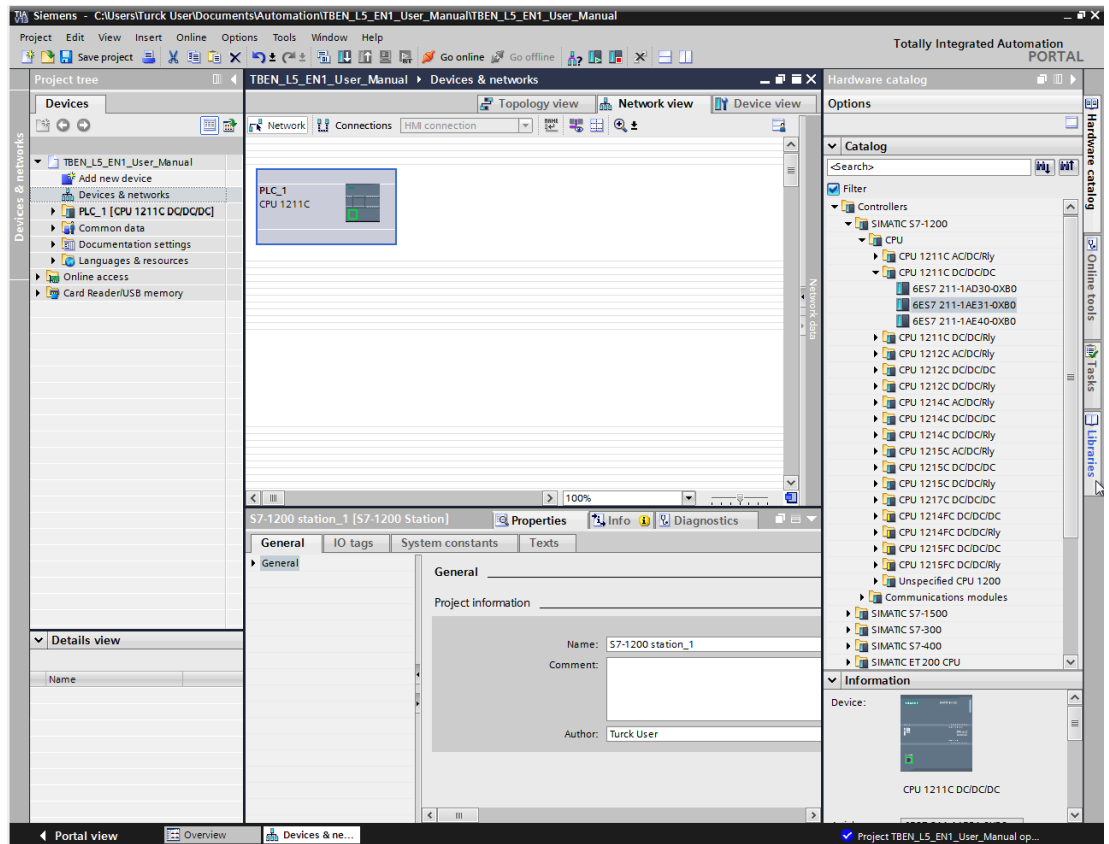 Siemens - C:\Users\Turck User\Documents\Automation\TBEN_L5_EN1_User_Manual\TBEN_L5_EN1_User_Manual
Project Edit View Insert Online Options Tools Window Help
Totally Integrated Automation
PORTAL
Save project Go online Go offline
Project tree
Devices
TBEN_L5_EN1_User_Manual
Add new device
Devices & networks
PLC_1 [CPU 1211C DC/DC/DC]
Common data
Documentation settings
Languages & resources
Online access
Card Reader/USB memory
Devices & networks
Details view
Name
TBEN_L5_EN1_User_Manual Devices & networks
Topology view Network view Device view
Network Connections HMI connection
PLC_1
CPU 1211C
Network data
100%
S7-1200 station_1 [S7-1200 Station] Properties Info Diagnostics
General IO tags System constants Texts
General
General
Project information
Name: S7-1200 station_1
Comment:
Author: Turck User
Hardware catalog
Options
Catalog
<Search>
Filter
Controllers
SIMATIC S7-1200
CPU
CPU 1211C AC/DC/Rly
CPU 1211C DC/DC/DC
6ES7 211-1AD30-0XB0
6ES7 211-1AE31-0XB0
6ES7 211-1AE40-0XB0
CPU 1211C DC/DC/Rly
CPU 1212C AC/DC/Rly
CPU 1212C DC/DC/DC
CPU 1212C DC/DC/Rly
CPU 1214C AC/DC/Rly
CPU 1214C DC/DC/DC
CPU 1214C DC/DC/Rly
CPU 1215C AC/DC/Rly
CPU 1215C DC/DC/DC
CPU 1215C DC/DC/Rly
CPU 1217C DC/DC/DC
CPU 1214FC DC/DC/DC
CPU 1214FC DC/DC/Rly
CPU 1215FC DC/DC/DC
CPU 1215FC DC/DC/Rly
Unspecified CPU 1200
Communications modules
SIMATIC S7-1500
SIMATIC S7-300
SIMATIC S7-400
SIMATIC ET 200 CPU
Information
Device:
CPU 1211C DC/DC/DC
Hardware catalog
Online tools
Tasks
Libraries
Portal view Overview Devices & ne...
Project TBEN_L5_EN1_User_Manual op...